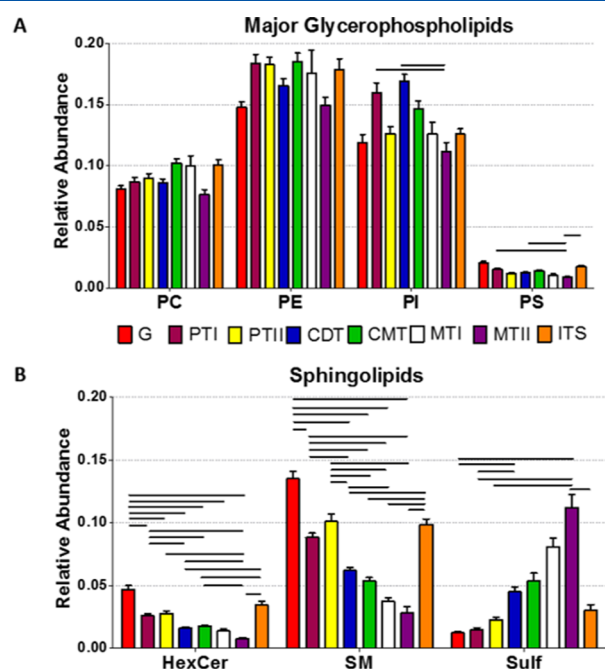 A
Major Glycerophospholipids
Relative Abundance
0.20
0.15
0.10
0.05
0.00
PC PE PI PS
G PTI PTII CDT CMT MTI MTII ITS
B
Sphingolipids
Relative Abundance
0.20
0.15
0.10
0.05
0.00
HexCer SM Sulf